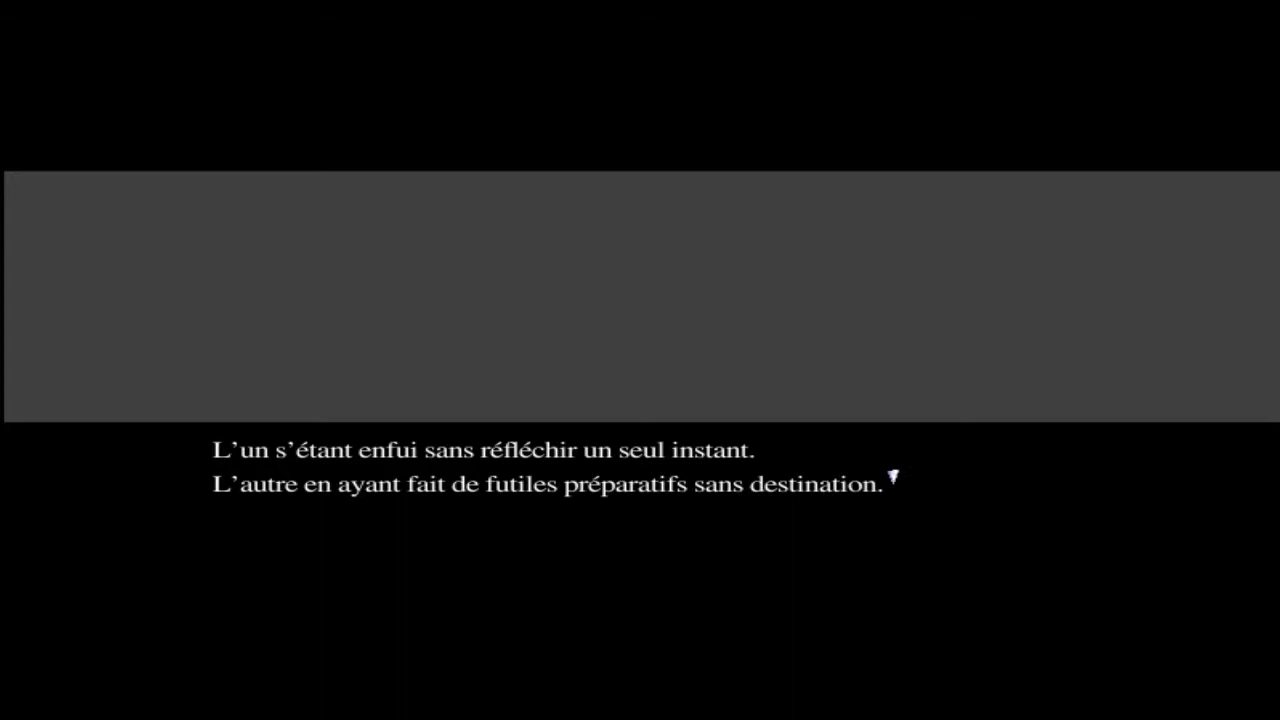 L’un s’étant enfui sans réfléchir un seul instant.
L’autre en ayant fait de futiles préparatifs sans destination.